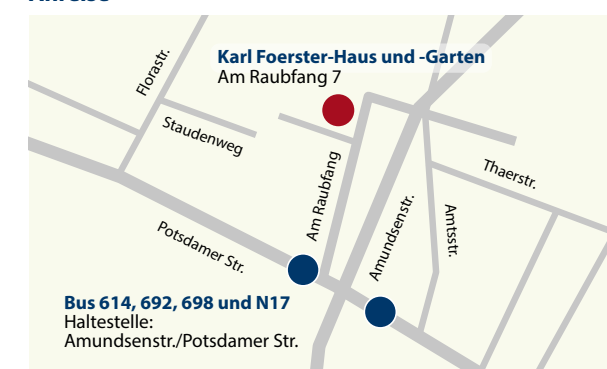 Karl Foerster-Haus und -Garten
Am Raubfang 7
Florastr.
Staudenweg
Am Raubfang
Amundsenstr.
Amtsstr.
Thaerstr.
Potsdamer Str.
Bus 614, 692, 698 und N17
Haltestelle:
Amundsenstr./Potsdamer Str.